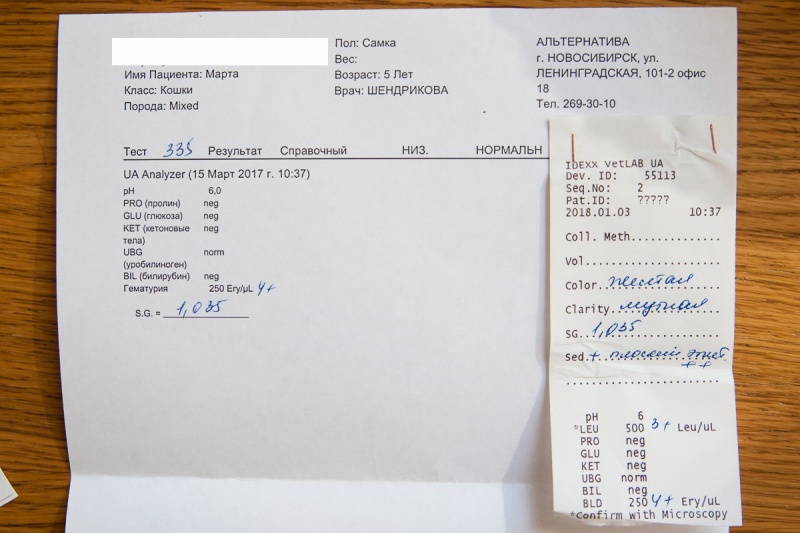 Пол: Самка
Вес:
Имя Пациента: Марта
Возраст: 5 Лет
Класс: Кошки
Врач: ШЕНДРИКОВА
Порода: Mixed
АЛЬТЕРНАТИВА
г. НОВОСИБИРСК, ул.
ЛЕНИНГРАДСКАЯ, 101-2 офис
18
Тел. 269-30-10
Тест 335 Результат Справочный НИЗ. НОРМАЛЬН
UA Analyzer (15 Март 2017 г. 10:37)
pH 6,0
PRO (пролин) neg
GLU (глюкоза) neg
KET (кетоновые neg
тела)
UBG norm
(уробилиноген)
BIL (билирубин) neg
Гематурия 250 Ery/µL 4+
S.G. = 1,035
IDEXX VetLAB UA
Dev. ID: 55113
Seq.No: 2
Pat.ID: ?????
2018.01.03 10:37
Coll. Meth..............
Vol.....................
Color. желтая
Clarity. мутная
SG.. 1,035
Sed. + плоский эпит.
++
.......................
pH 6
*LEU 500 3+ Leu/uL
PRO neg
GLU neg
KET neg
UBG norm
BIL neg
BLD 250 4+ Ery/uL
*Confirm with Microscopy